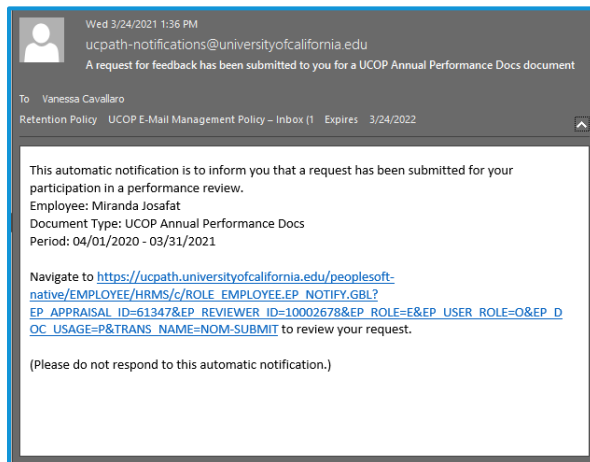 Wed 3/24/2021 1:36 PM
ucpath-notifications@universityofcalifornia.edu
A request for feedback has been submitted to you for a UCOP Annual Performance Docs document
To Vanessa Cavallaro
Retention Policy UCOP E-Mail Management Policy – Inbox (1 Expires 3/24/2022
This automatic notification is to inform you that a request has been submitted for your
participation in a performance review.
Employee: Miranda Josafat
Document Type: UCOP Annual Performance Docs
Period: 04/01/2020 - 03/31/2021
Navigate to https://ucpath.universityofcalifornia.edu/peoplesoft-
native/EMPLOYEE/HRMS/c/ROLE_EMPLOYEE.EP_NOTIFY.GBL?
EP_APPRAISAL_ID=61347&EP_REVIEWER_ID=10002678&EP_ROLE=E&EP_USER_ROLE=O&EP_D
OC_USAGE=P&TRANS_NAME=NOM-SUBMIT to review your request.
(Please do not respond to this automatic notification.)